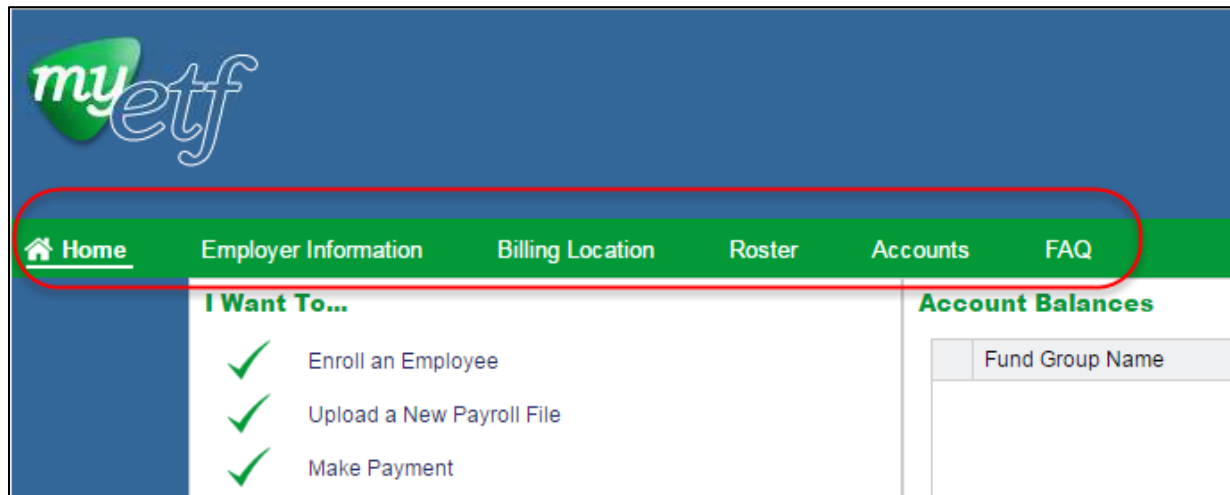 myetf
Home Employer Information Billing Location Roster Accounts FAQ
I Want To...
Enroll an Employee
Upload a New Payroll File
Make Payment
Account Balances
Fund Group Name